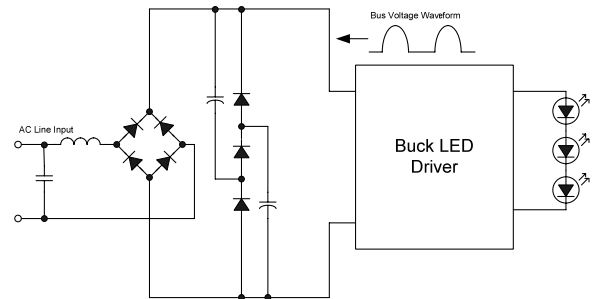 Bus Voltage Waveform
AC Line Input
Buck LED
Driver